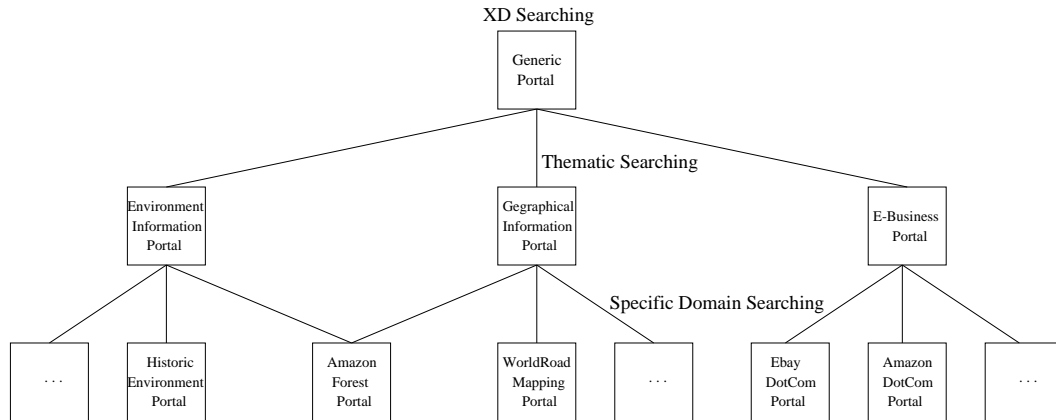 XD Searching
Generic
Portal
Thematic Searching
Environment
Information
Portal
Gegraphical
Information
Portal
E-Business
Portal
Specific Domain Searching
. . .
Historic
Environment
Portal
Amazon
Forest
Portal
WorldRoad
Mapping
Portal
. . .
Ebay
DotCom
Portal
Amazon
DotCom
Portal
. . .